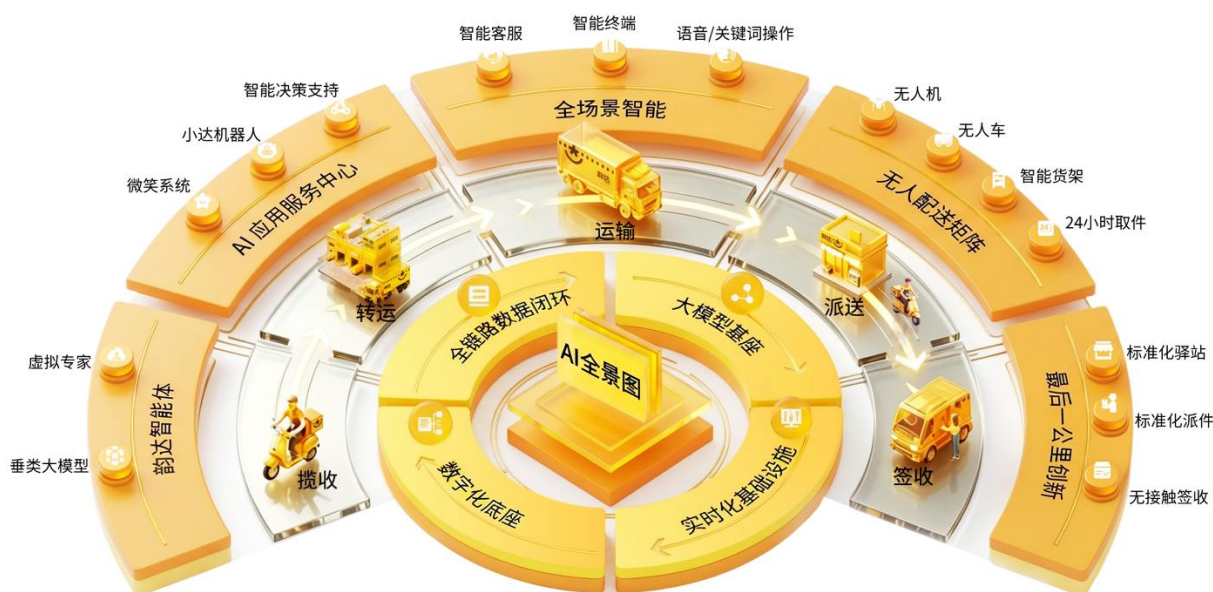 智能客服
智能终端
语音/关键词操作
全场景智能
智能决策支持
小达机器人
微笑系统
AI 应用服务中心
无人机
无人车
智能货架
24小时取件
24
无人配送矩阵
虚拟专家
垂类大模型
韵达智能体
标准化驿站
标准化派件
无接触签收
最后一公里创新
揽收
转运
运输
派送
签收
全链路数据闭环
大模型基座
数字化底座
实时化基础设施
AI全景图